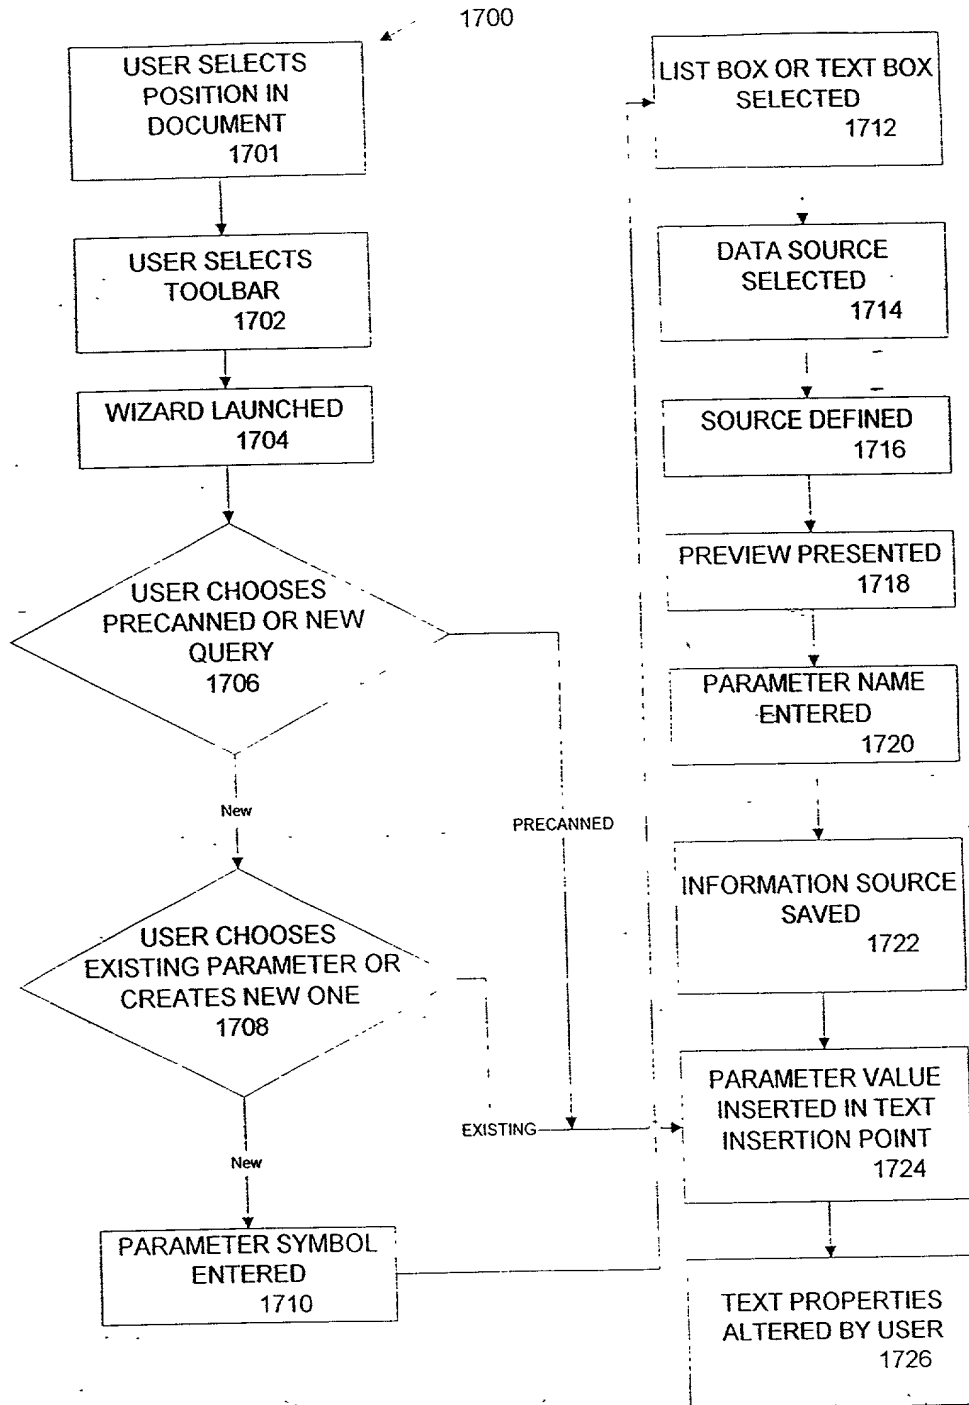 1700
USER SELECTS
POSITION IN
DOCUMENT
1701
USER SELECTS
TOOLBAR
1702
WIZARD LAUNCHED
1704
USER CHOOSES
PRECANNED OR NEW
QUERY
1706
New
PRECANNED
USER CHOOSES
EXISTING PARAMETER OR
CREATES NEW ONE
1708
EXISTING
New
PARAMETER SYMBOL
ENTERED
1710
LIST BOX OR TEXT BOX
SELECTED
1712
DATA SOURCE
SELECTED
1714
SOURCE DEFINED
1716
PREVIEW PRESENTED
1718
PARAMETER NAME
ENTERED
1720
INFORMATION SOURCE
SAVED
1722
PARAMETER VALUE
INSERTED IN TEXT
INSERTION POINT
1724
TEXT PROPERTIES
ALTERED BY USER
1726